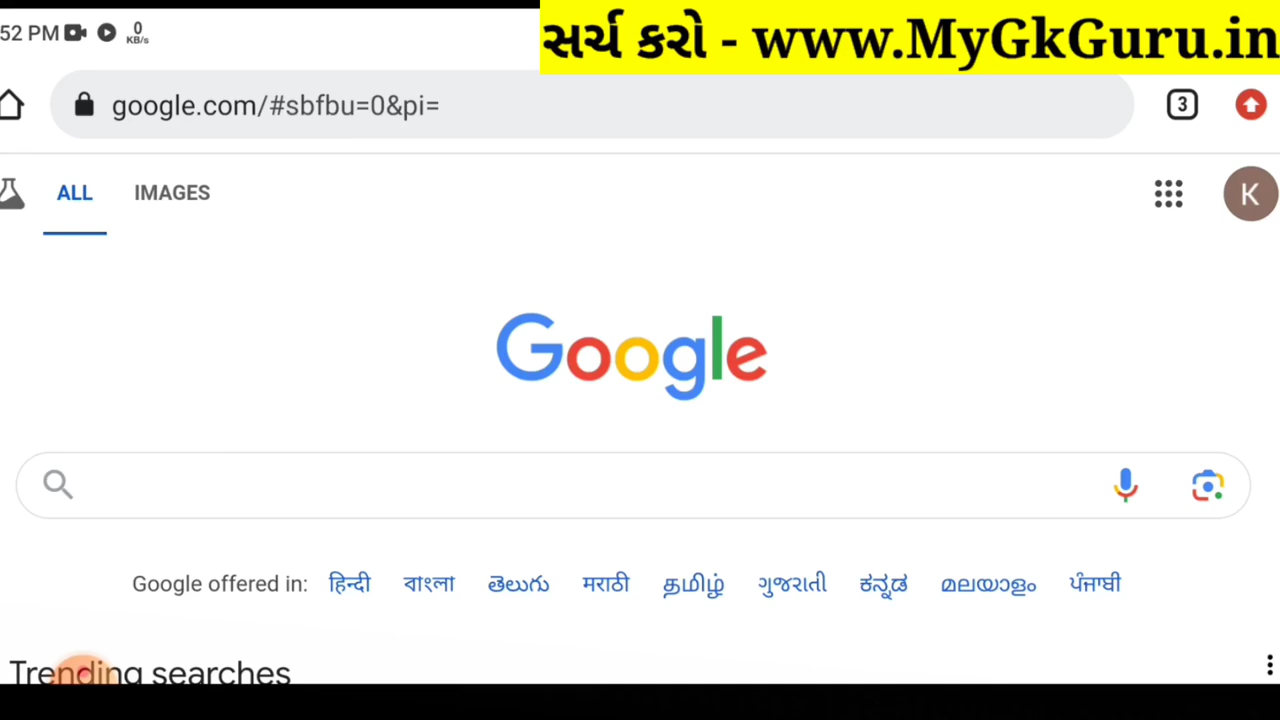 52 PM 0 KB/s
સર્ચ કરો - www.MyGkGuru.in
google.com/#sbfbu=0&pi=
3
ALL IMAGES
K
Google
Google offered in: हिन्दी বাংলা తెలుగు मराठी தமிழ் ગુજરાતી ಕನ್ನಡ മലയാളം ਪੰਜਾਬੀ
Trending searches